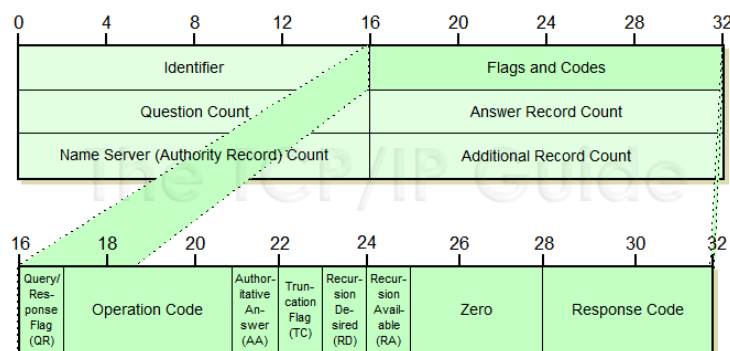 0 4 8 12 16 20 24 28 32
Identifier Flags and Codes
Question Count Answer Record Count
Name Server (Authority Record) Count Additional Record Count
The TCP/IP Guide
16 18 20 22 24 26 28 30 32
Query/
Res-
ponse
Flag
(QR)
Operation Code
Author-
itative
An-
swer
(AA)
Trun-
cation
Flag
(TC)
Recur-
sion
De-
sired
(RD)
Recur-
sion
Avail-
able
(RA)
Zero
Response Code